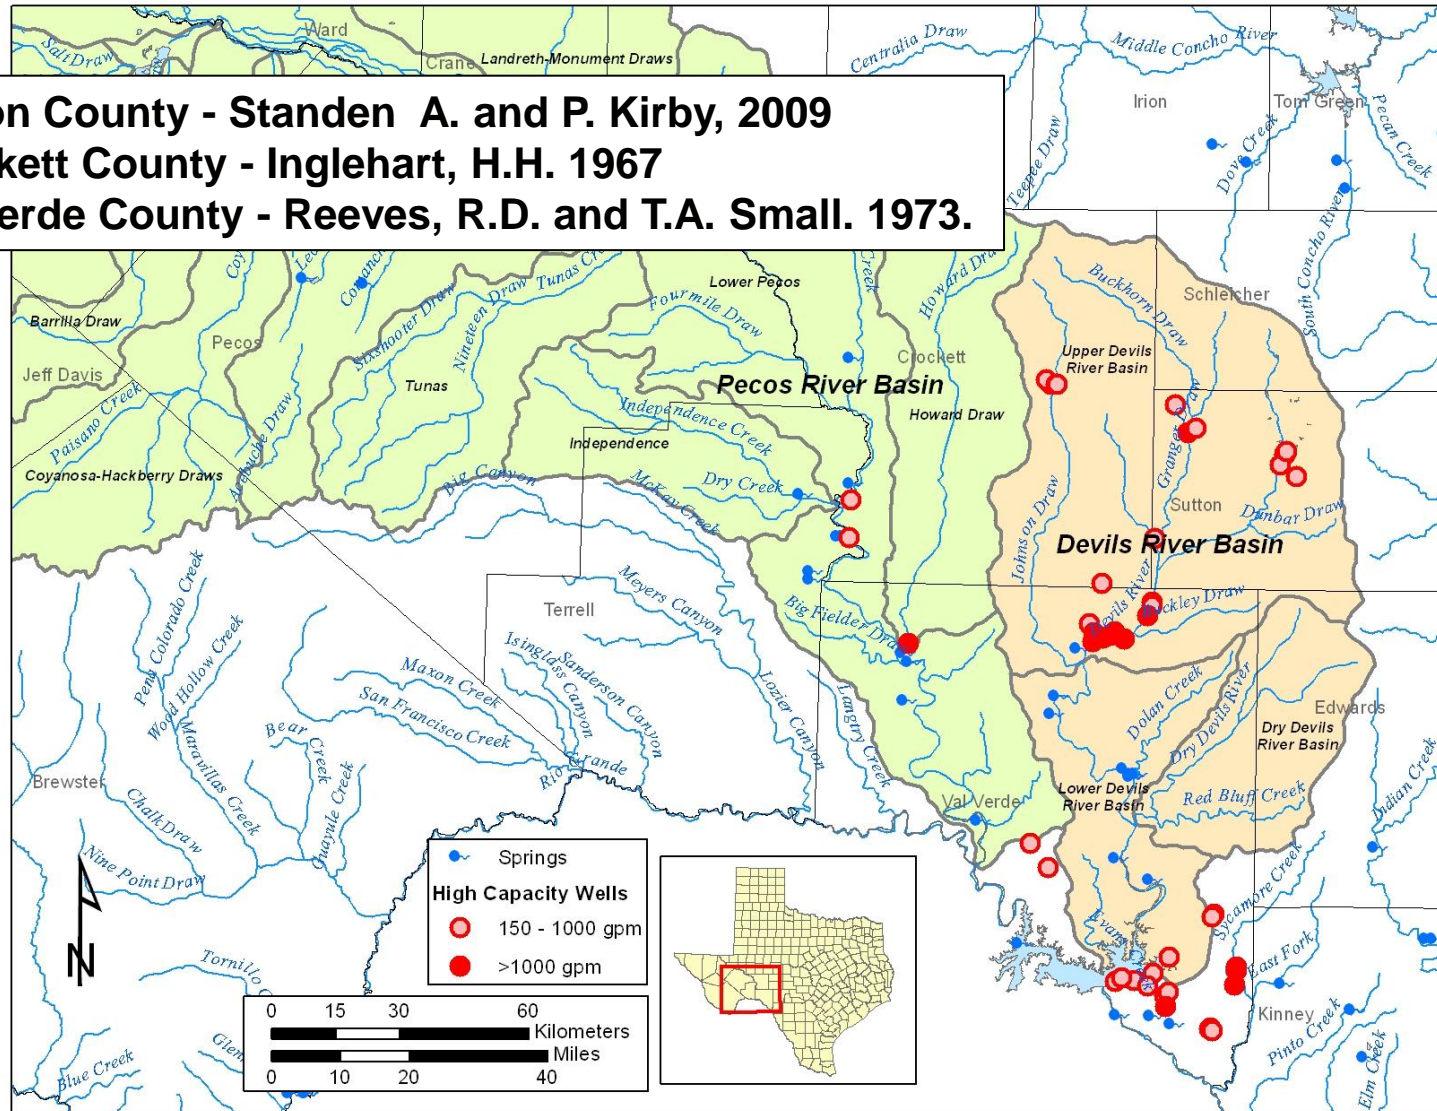 Ward
Salt Draw
Crane
Landreth-Monument Draws
Centralia Draw
Middle Concho River
on County - Standen A. and P. Kirby, 2009
kett County - Inglehart, H.H. 1967
erde County - Reeves, R.D. and T.A. Small. 1973.
Irion
Tom Green
Pecan Creek
Teepee Draw
Dove Creek
South Concho River
Coy
Leo
Comanc
Sixshooter Draw
Nineteen Draw
Tunas Cr
Lower Pecos
Creek
Howard Dra
Fourmile Draw
Buckhorn Draw
Schleicher
Barrilla Draw
Pecos
Jeff Davis
Tunas
Crockett
Upper Devils
River Basin
Pecos River Basin
Howard Draw
Paisano Creek
Independence Creek
Independence
Granger Draw
Coyanosa-Hackberry Draws
Big Canyon
McKay Creek
Dry Creek
Johnson Draw
Sutton
Dunbar Draw
Devils River Basin
Meyers Canyon
Terrell
Big Fielder Draw
Devils River
Buckley Draw
Pena Colorado Creek
Wood Hollow Creek
Isinglass Canyon
Sanderson Canyon
Maxon Creek
San Francisco Creek
Lozier Canyon
Langtry Creek
Dolan Creek
Dry Devils River
Edwards
Dry Devils
River Basin
Maravillas Creek
Bear Creek
Rio Grande
Brewster
Chalk Draw
Guayule Creek
Val Verde
Lower Devils
River Basin
Red Bluff Creek
Indian Creek
Nine Point Draw
Sycamore Creek
Springs
High Capacity Wells
150 - 1000 gpm
>1000 gpm
N
East Fork
Kinney
Pinto Creek
Elm Creek
Tornillo C
Glen
Blue Creek
0 15 30 60
Kilometers
Miles
0 10 20 40